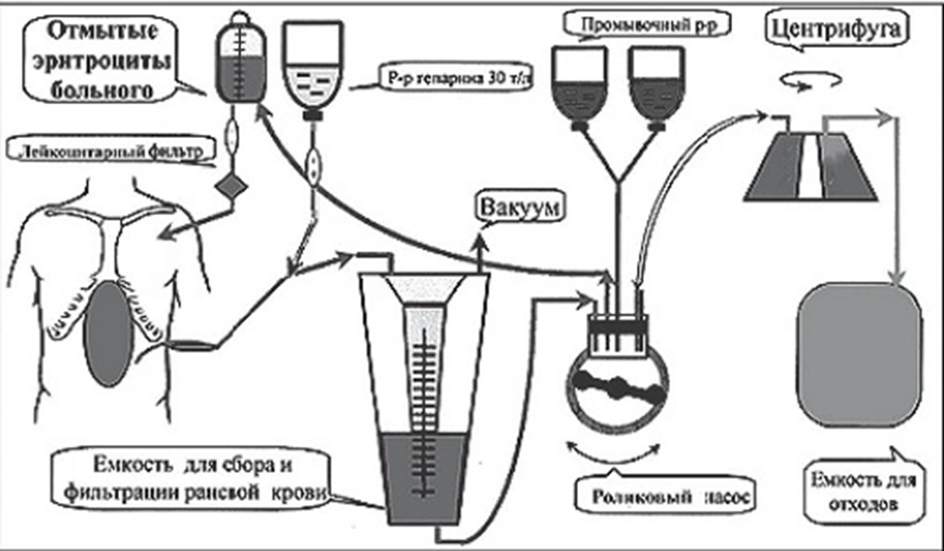 Отмытые
эритроциты
больного
Р-р гепарина 30 т/л
Промывочный р-р
Центрифуга
Лейкоцитарный фильтр
Вакуум
Емкость для сбора и
фильтрации раневой крови
Роликовый насос
Емкость для
отходов